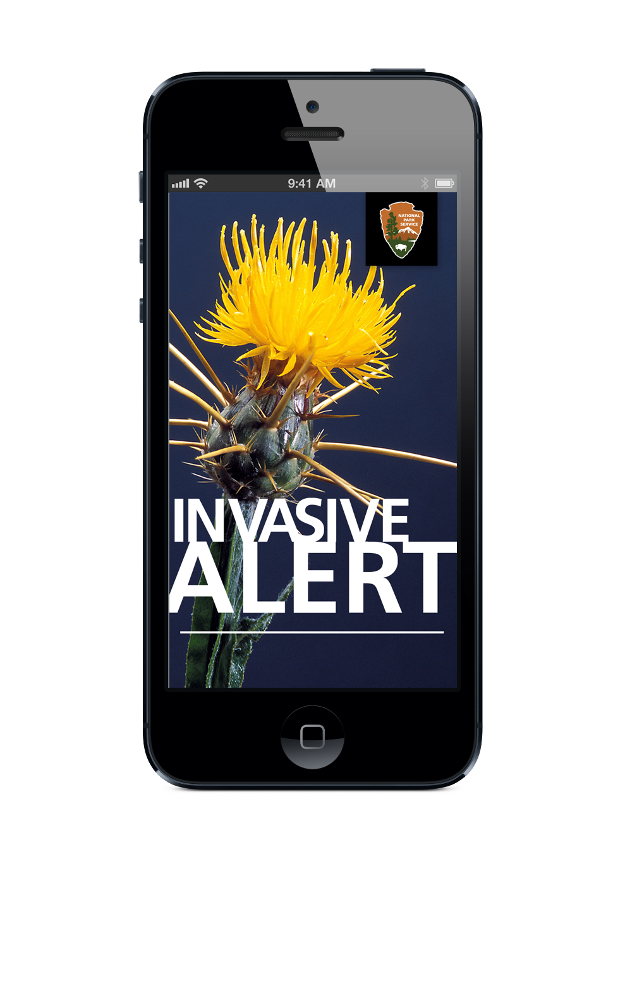 9:41 AM
NATIONAL
PARK
SERVICE
INVASIVE
ALERT